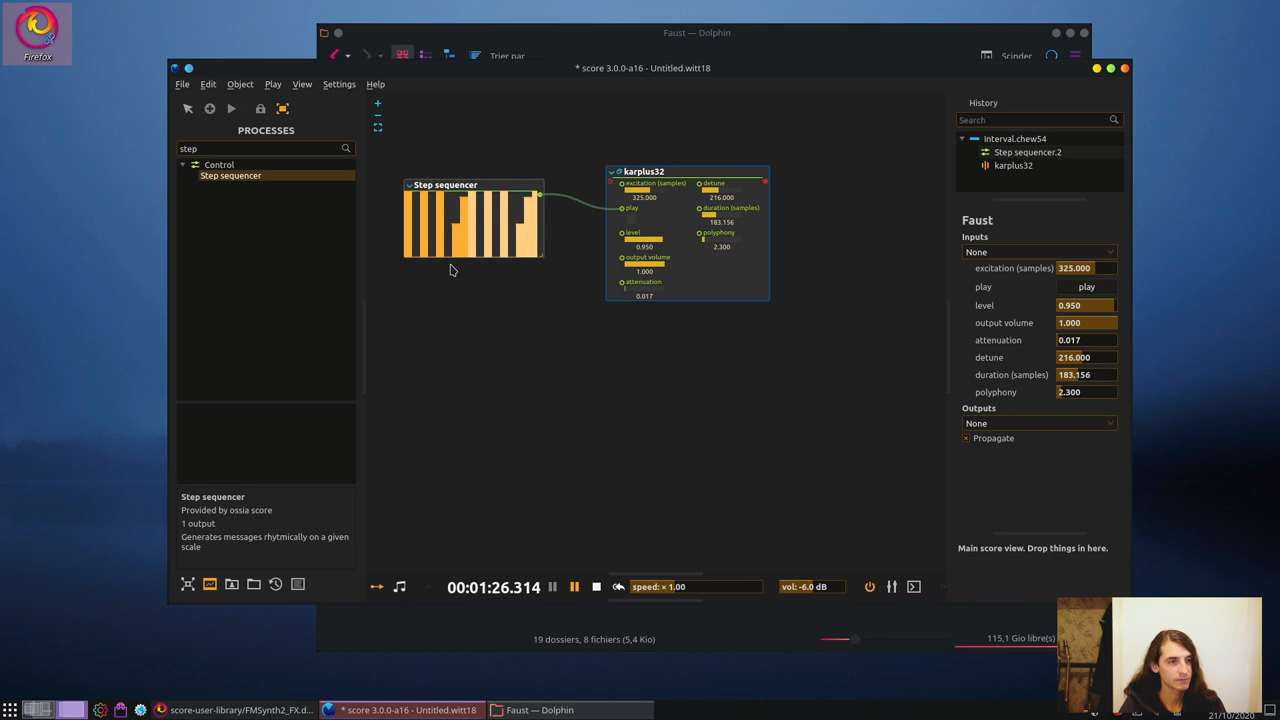 Firefox
Faust — Dolphin
Trier par
Scinder
* score 3.0.0-a16 - Untitled.witt18
File Edit Object Play View Settings Help
PROCESSES
step
Control
Step sequencer
Step sequencer
Provided by ossia score
1 output
Generates messages rhytmically on a given
scale
Step sequencer
karplus32
excitation (samples)
325.000
detune
216.000
play
duration (samples)
183.156
level
0.950
polyphony
2.300
output volume
1.000
attenuation
0.017
00:01:26.314
speed: × 1.00
vol: -6.0 dB
History
Search
Interval.chew54
Step sequencer.2
karplus32
Faust
Inputs
None
excitation (samples) 325.000
play play
level 0.950
output volume 1.000
attenuation 0.017
detune 216.000
duration (samples) 183.156
polyphony 2.300
Outputs
None
Propagate
Main score view. Drop things in here.
19 dossiers, 8 fichiers (5,4 Kio)
115,1 Gio libre(s)
score-user-library/FMSynth2_FX.d...
* score 3.0.0-a16 - Untitled.witt18
Faust — Dolphin
21/10/2020